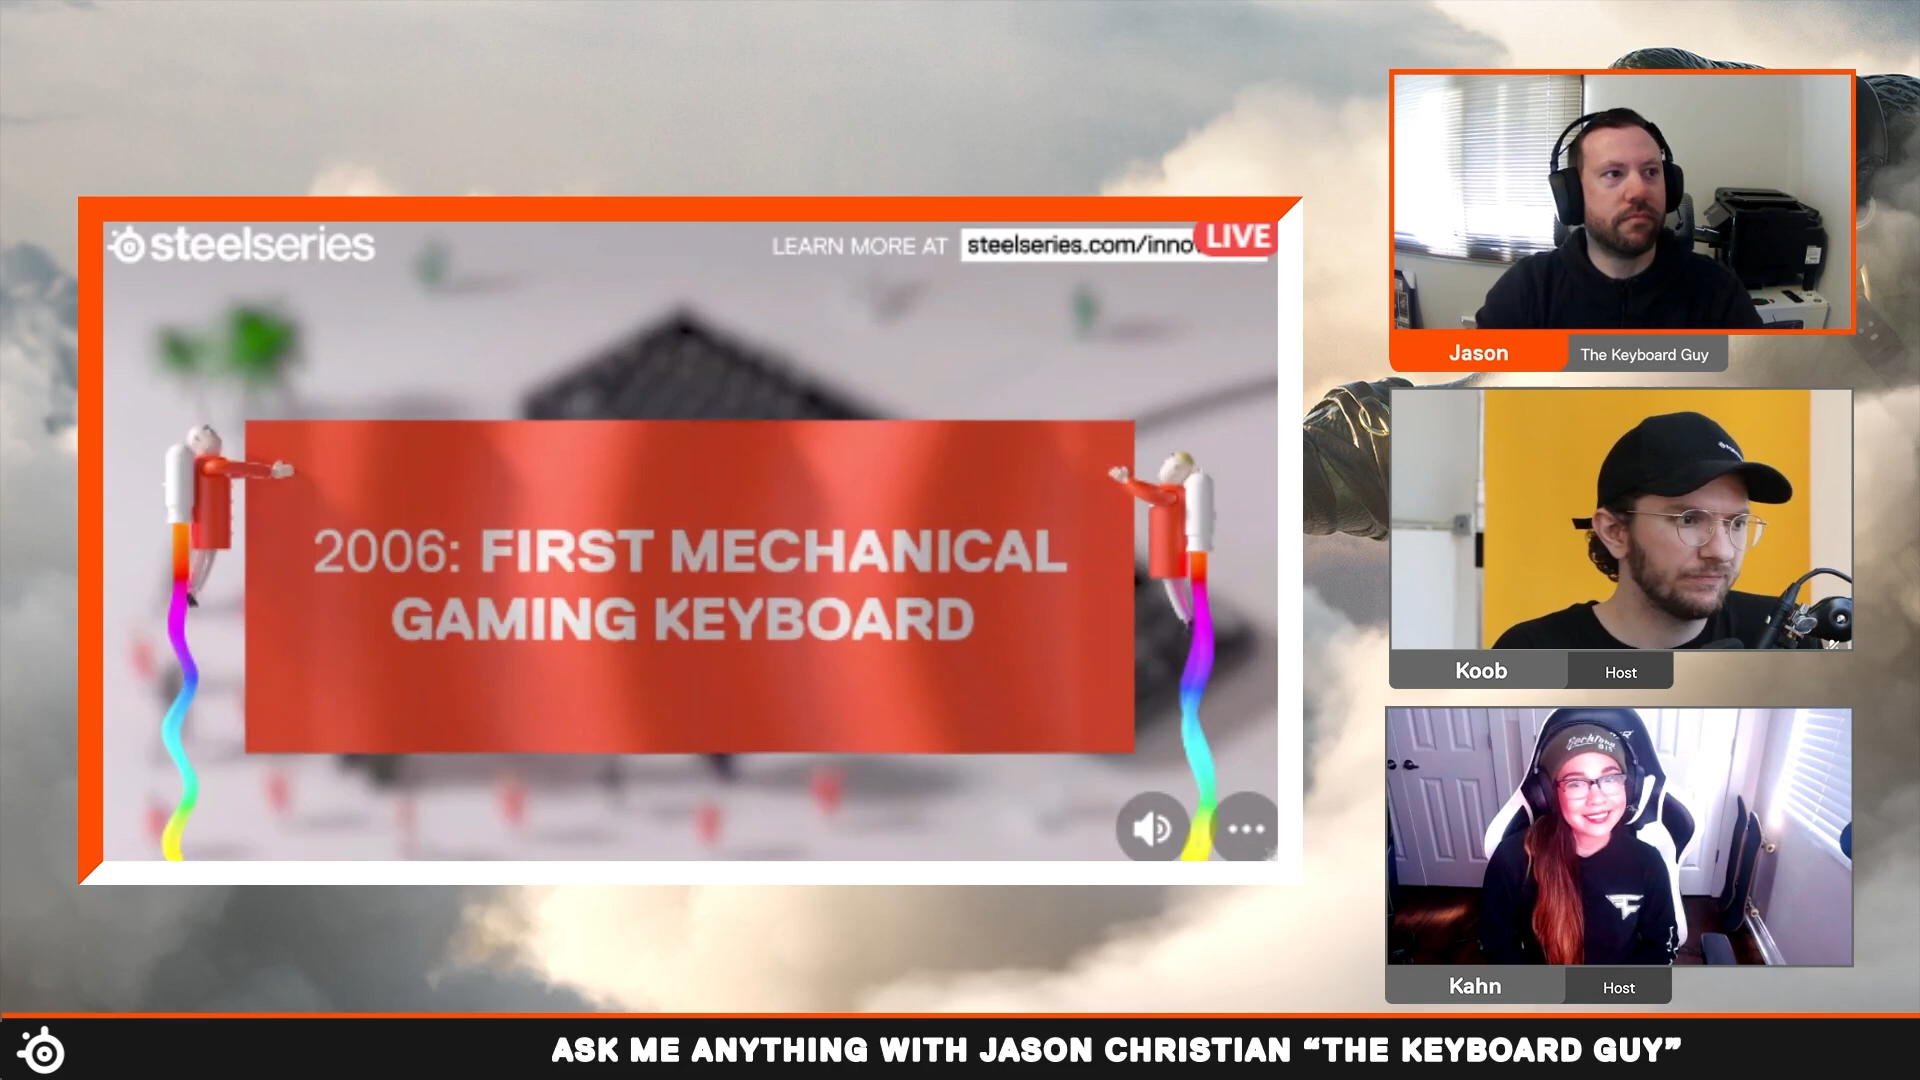 steelseries
LEARN MORE AT steelseries.com/inno
LIVE
2006: FIRST MECHANICAL
GAMING KEYBOARD
Jason
The Keyboard Guy
Koob
Host
Kahn
Host
ASK ME ANYTHING WITH JASON CHRISTIAN “THE KEYBOARD GUY”